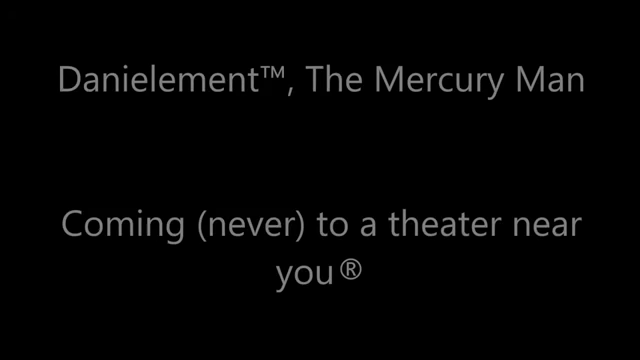 Danielement™, The Mercury Man
Coming (never) to a theater near
you®